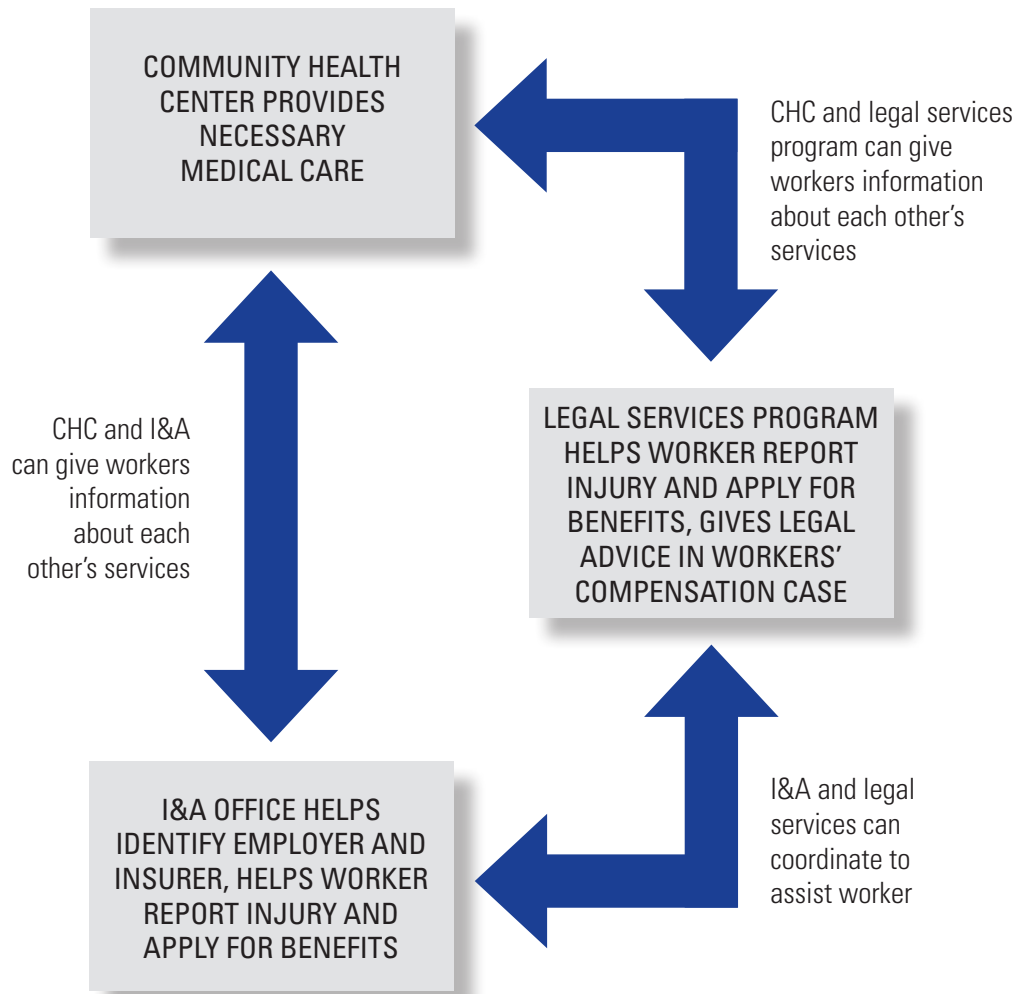 COMMUNITY HEALTH
CENTER PROVIDES
NECESSARY
MEDICAL CARE
CHC and legal services
program can give
workers information
about each other’s
services
CHC and I&A
can give workers
information
about each
other’s services
LEGAL SERVICES PROGRAM
HELPS WORKER REPORT
INJURY AND APPLY FOR
BENEFITS, GIVES LEGAL
ADVICE IN WORKERS’
COMPENSATION CASE
I&A OFFICE HELPS
IDENTIFY EMPLOYER AND
INSURER, HELPS WORKER
REPORT INJURY AND
APPLY FOR BENEFITS
I&A and legal
services can
coordinate to
assist worker